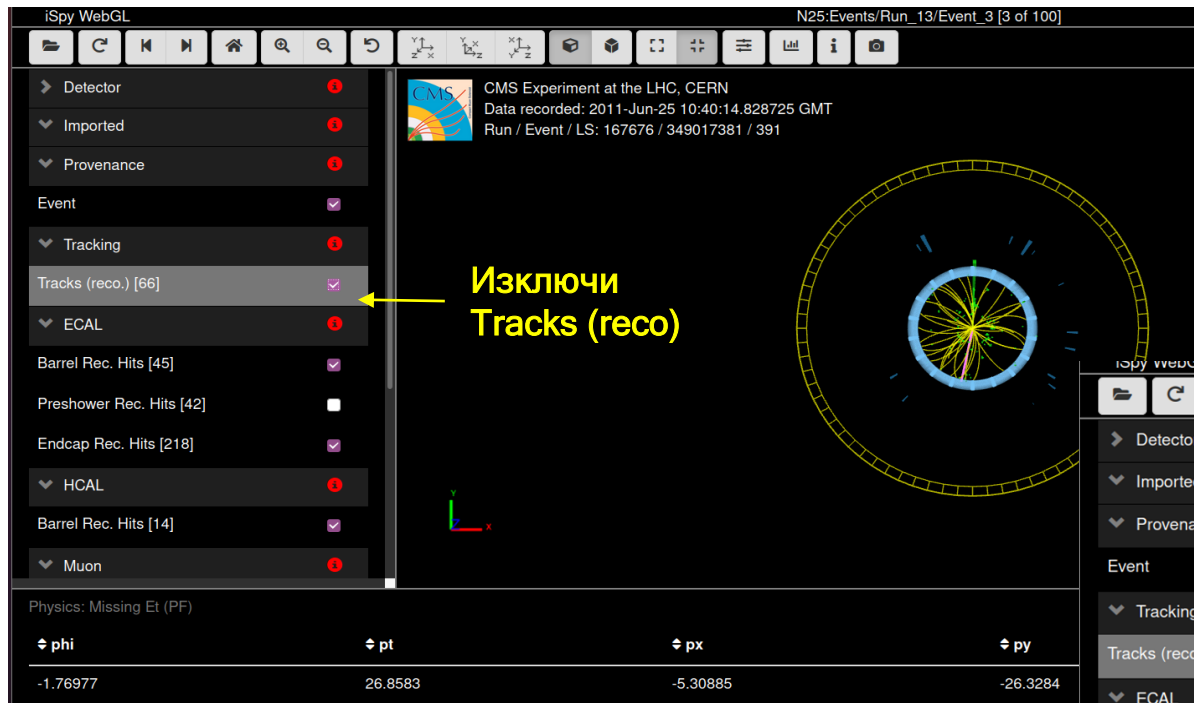 iSpy WebGL
N25:Events/Run_13/Event_3 [3 of 100]
Detector
Imported
Provenance
Event
Tracking
Tracks (reco.) [66]
ECAL
Barrel Rec. Hits [45]
Preshower Rec. Hits [42]
Endcap Rec. Hits [218]
HCAL
Barrel Rec. Hits [14]
Muon
CMS
CMS Experiment at the LHC, CERN
Data recorded: 2011-Jun-25 10:40:14.828725 GMT
Run / Event / LS: 167676 / 349017381 / 391
Изключи
Tracks (reco)
Y
X
Physics: Missing Et (PF)
phi pt px py
-1.76977 26.8583 -5.30885 -26.3284
iSpy WebG
Detecto
Importe
Provena
Event
Tracking
Tracks (reco
ECAL